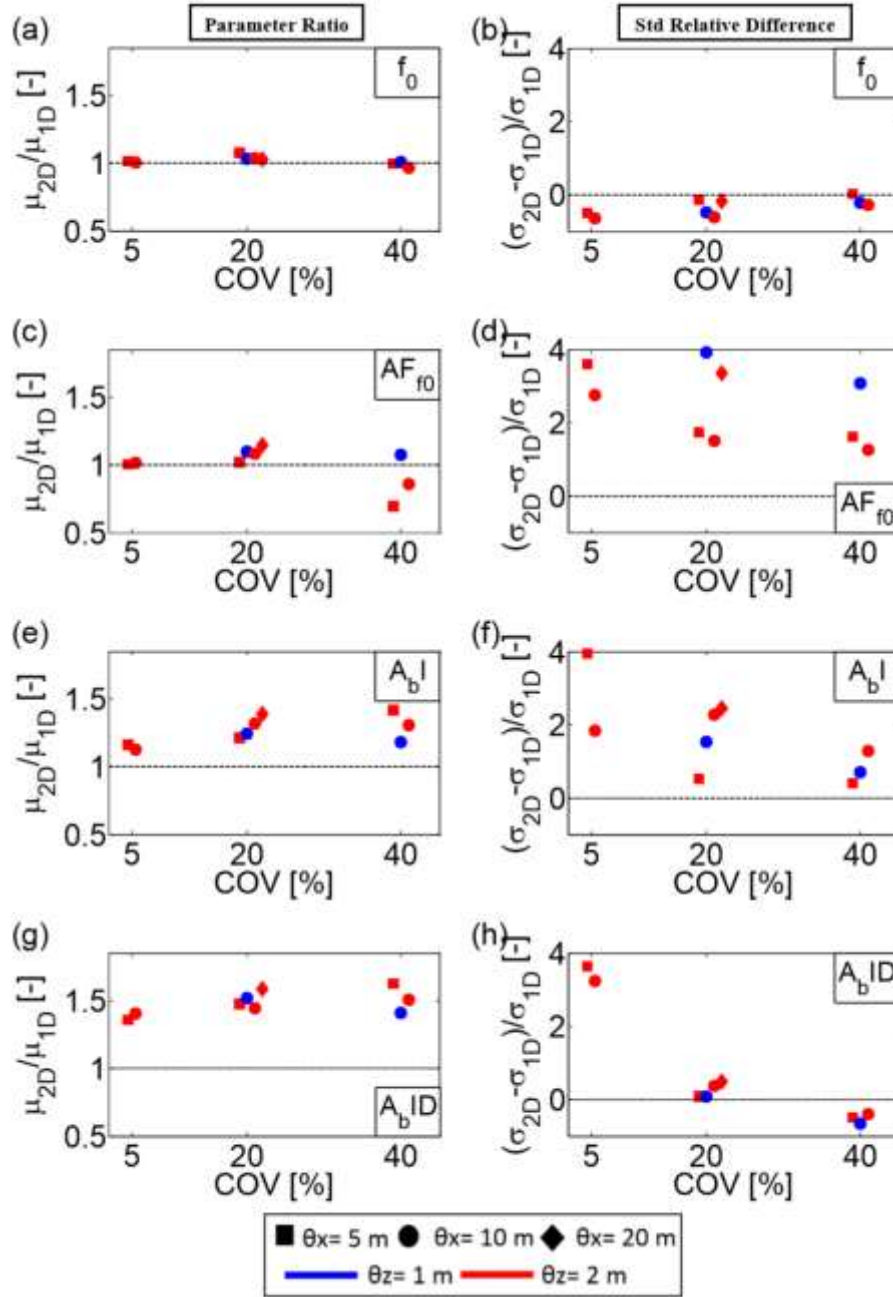 Parameter Ratio
Std Relative Difference
(a)
f0
μ2D/μ1D [-]
1.5
1
0.5
5
20
40
COV [%]
(b)
f0
(σ2D-σ1D)/σ1D [-]
4
2
0
5
20
40
COV [%]
(c)
AFf0
μ2D/μ1D [-]
1.5
1
0.5
5
20
40
COV [%]
(d)
AFf0
(σ2D-σ1D)/σ1D [-]
4
2
0
5
20
40
COV [%]
(e)
AbI
μ2D/μ1D [-]
1.5
1
0.5
5
20
40
COV [%]
(f)
AbI
(σ2D-σ1D)/σ1D [-]
4
2
0
5
20
40
COV [%]
(g)
AbID
μ2D/μ1D [-]
1.5
1
0.5
5
20
40
COV [%]
(h)
AbID
(σ2D-σ1D)/σ1D [-]
4
2
0
5
20
40
COV [%]
θx= 5 m θx= 10 m θx= 20 m
θz= 1 m θz= 2 m